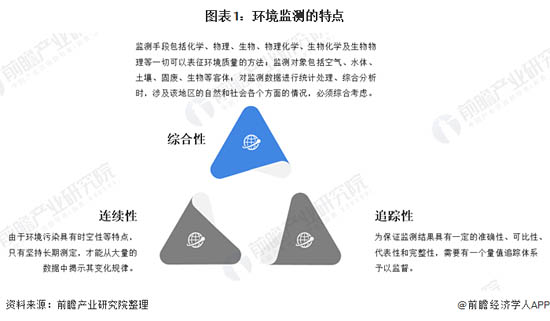 图表1：环境监测的特点
监测手段包括化学、物理、生物、物理化学、生物化学及生物物
理等一切可以表征环境质量的方法；监测对象包括空气、水体、
土壤、固废、生物等客体；对监测数据进行统计处理、综合分析
时，涉及该地区的自然和社会各个方面的情况，必须综合考虑。
综合性
连续性
由于环境污染具有时空性等特点，
只有坚持长期测定，才能从大量的
数据中揭示其变化规律。
追踪性
为保证监测结果具有一定的准确性、可比性、
代表性和完整性，需要有一个量值追踪体系
予以监督。
资料来源：前瞻产业研究院整理
@前瞻经济学人APP
前瞻产业研究院